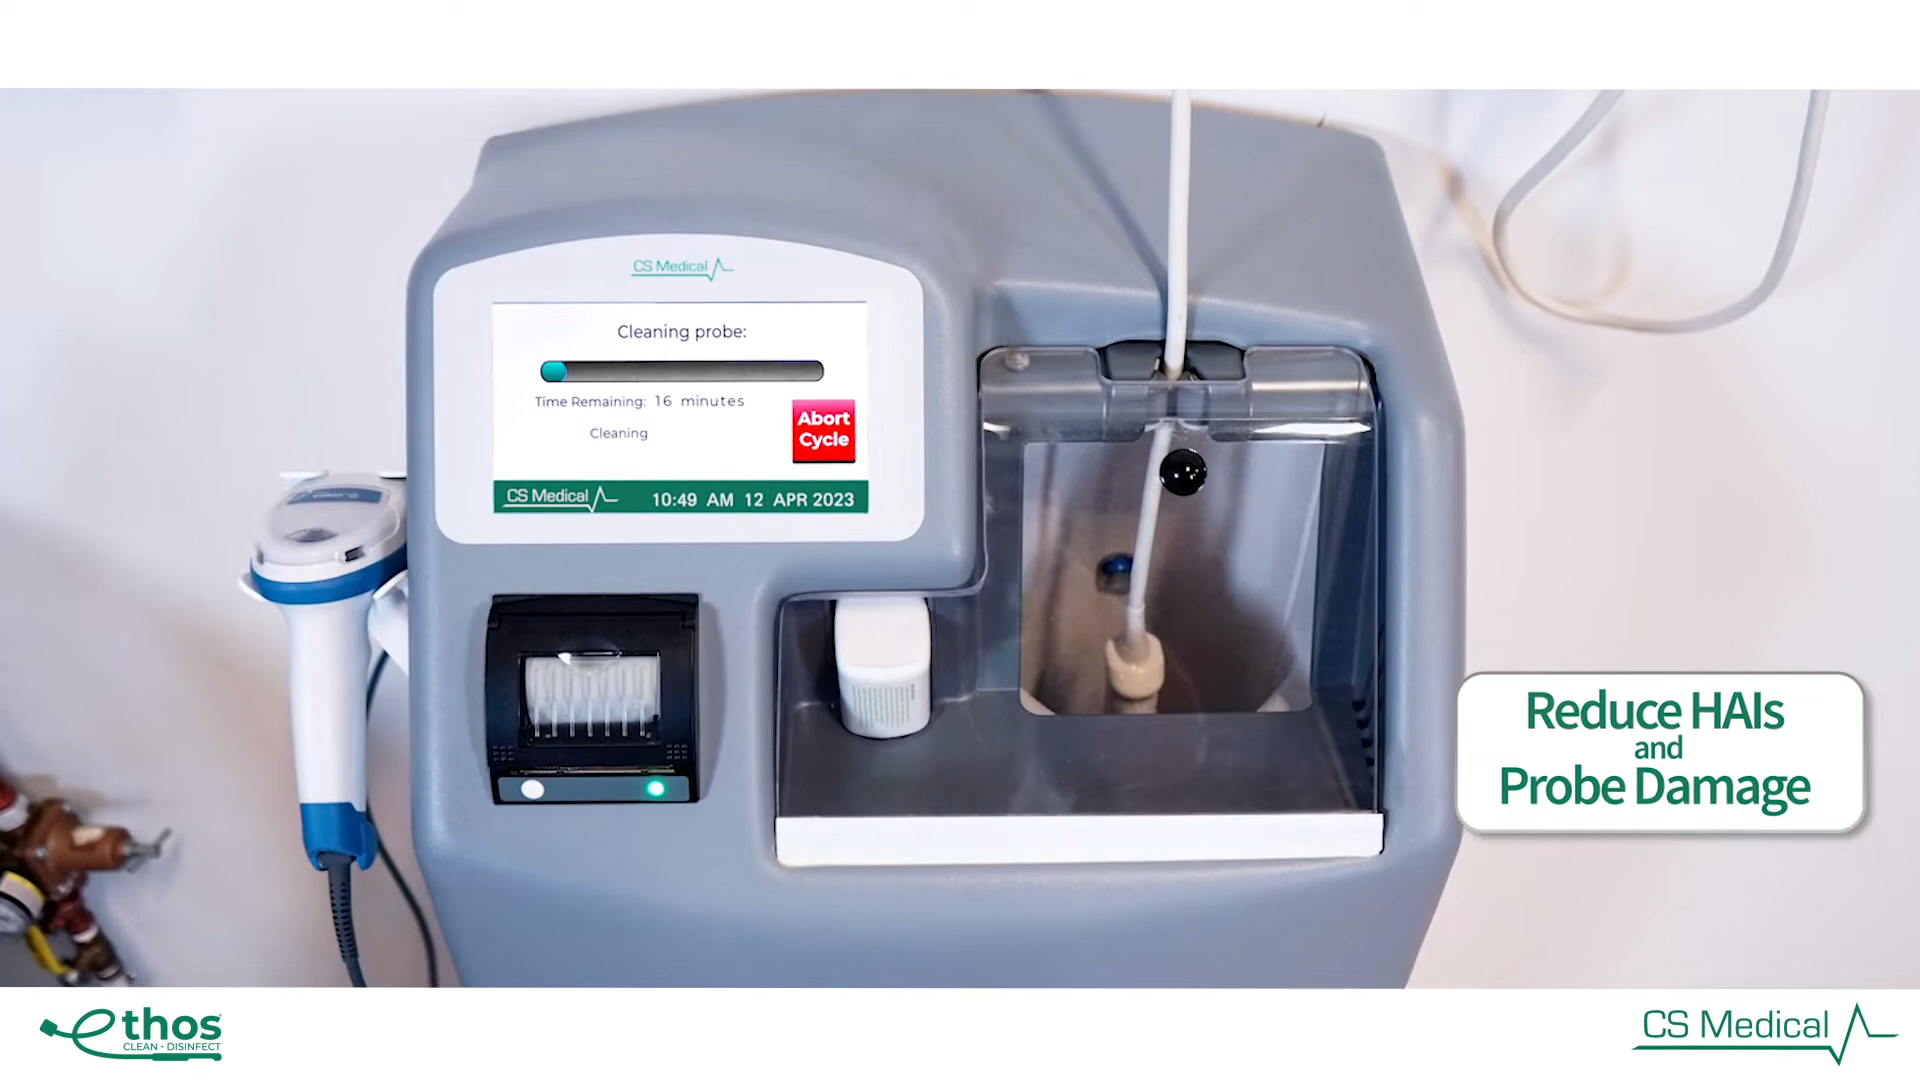 CS Medical
Cleaning probe:
Time Remaining: 16 minutes
Cleaning
Abort
Cycle
CS Medical 10:49 AM 12 APR 2023
Reduce HAIs
and
Probe Damage
ethos
CLEAN • DISINFECT
CS Medical